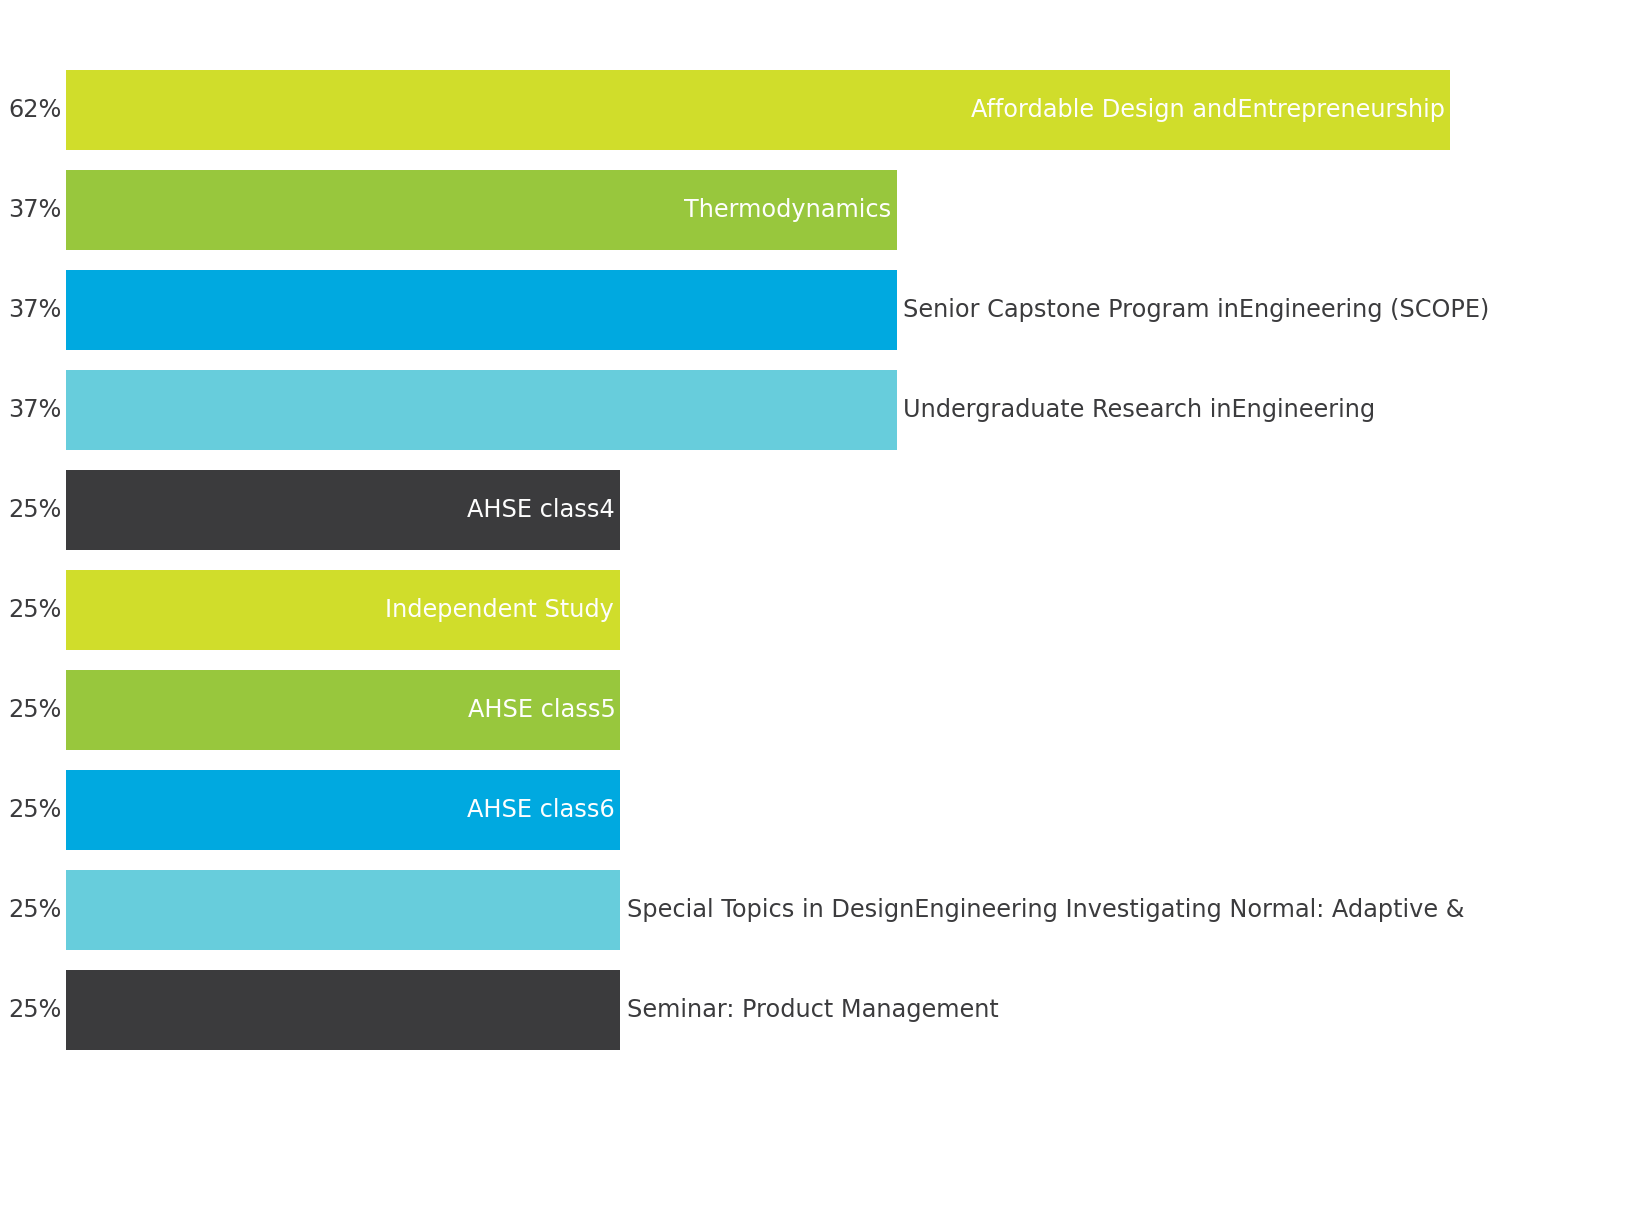 62% Affordable Design andEntrepreneurship
37% Thermodynamics
37% Senior Capstone Program inEngineering (SCOPE)
37% Undergraduate Research inEngineering
25% AHSE class4
25% Independent Study
25% AHSE class5
25% AHSE class6
25% Special Topics in DesignEngineering Investigating Normal: Adaptive &
25% Seminar: Product Management